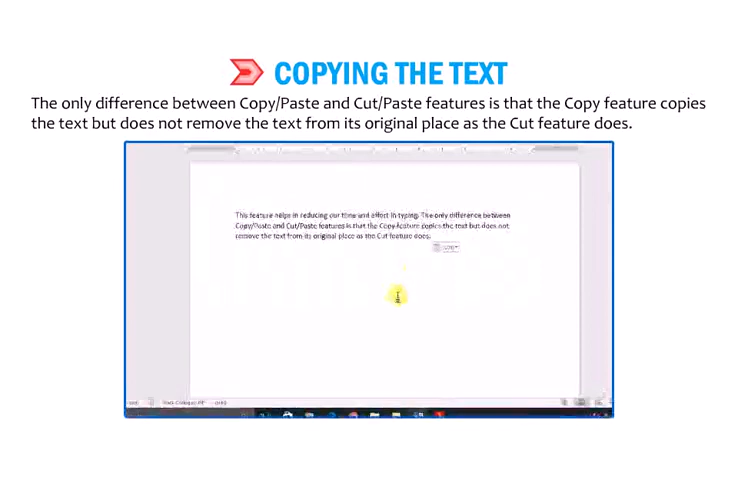 COPYING THE TEXT
The only difference between Copy/Paste and Cut/Paste features is that the Copy feature copies
the text but does not remove the text from its original place as the Cut feature does.
This feature helps in reducing our time and effort in typing. The only difference between
Copy/Paste and Cut/Paste features is that the Copy feature copies the text but does not
remove the text from its original place as the Cut feature does.